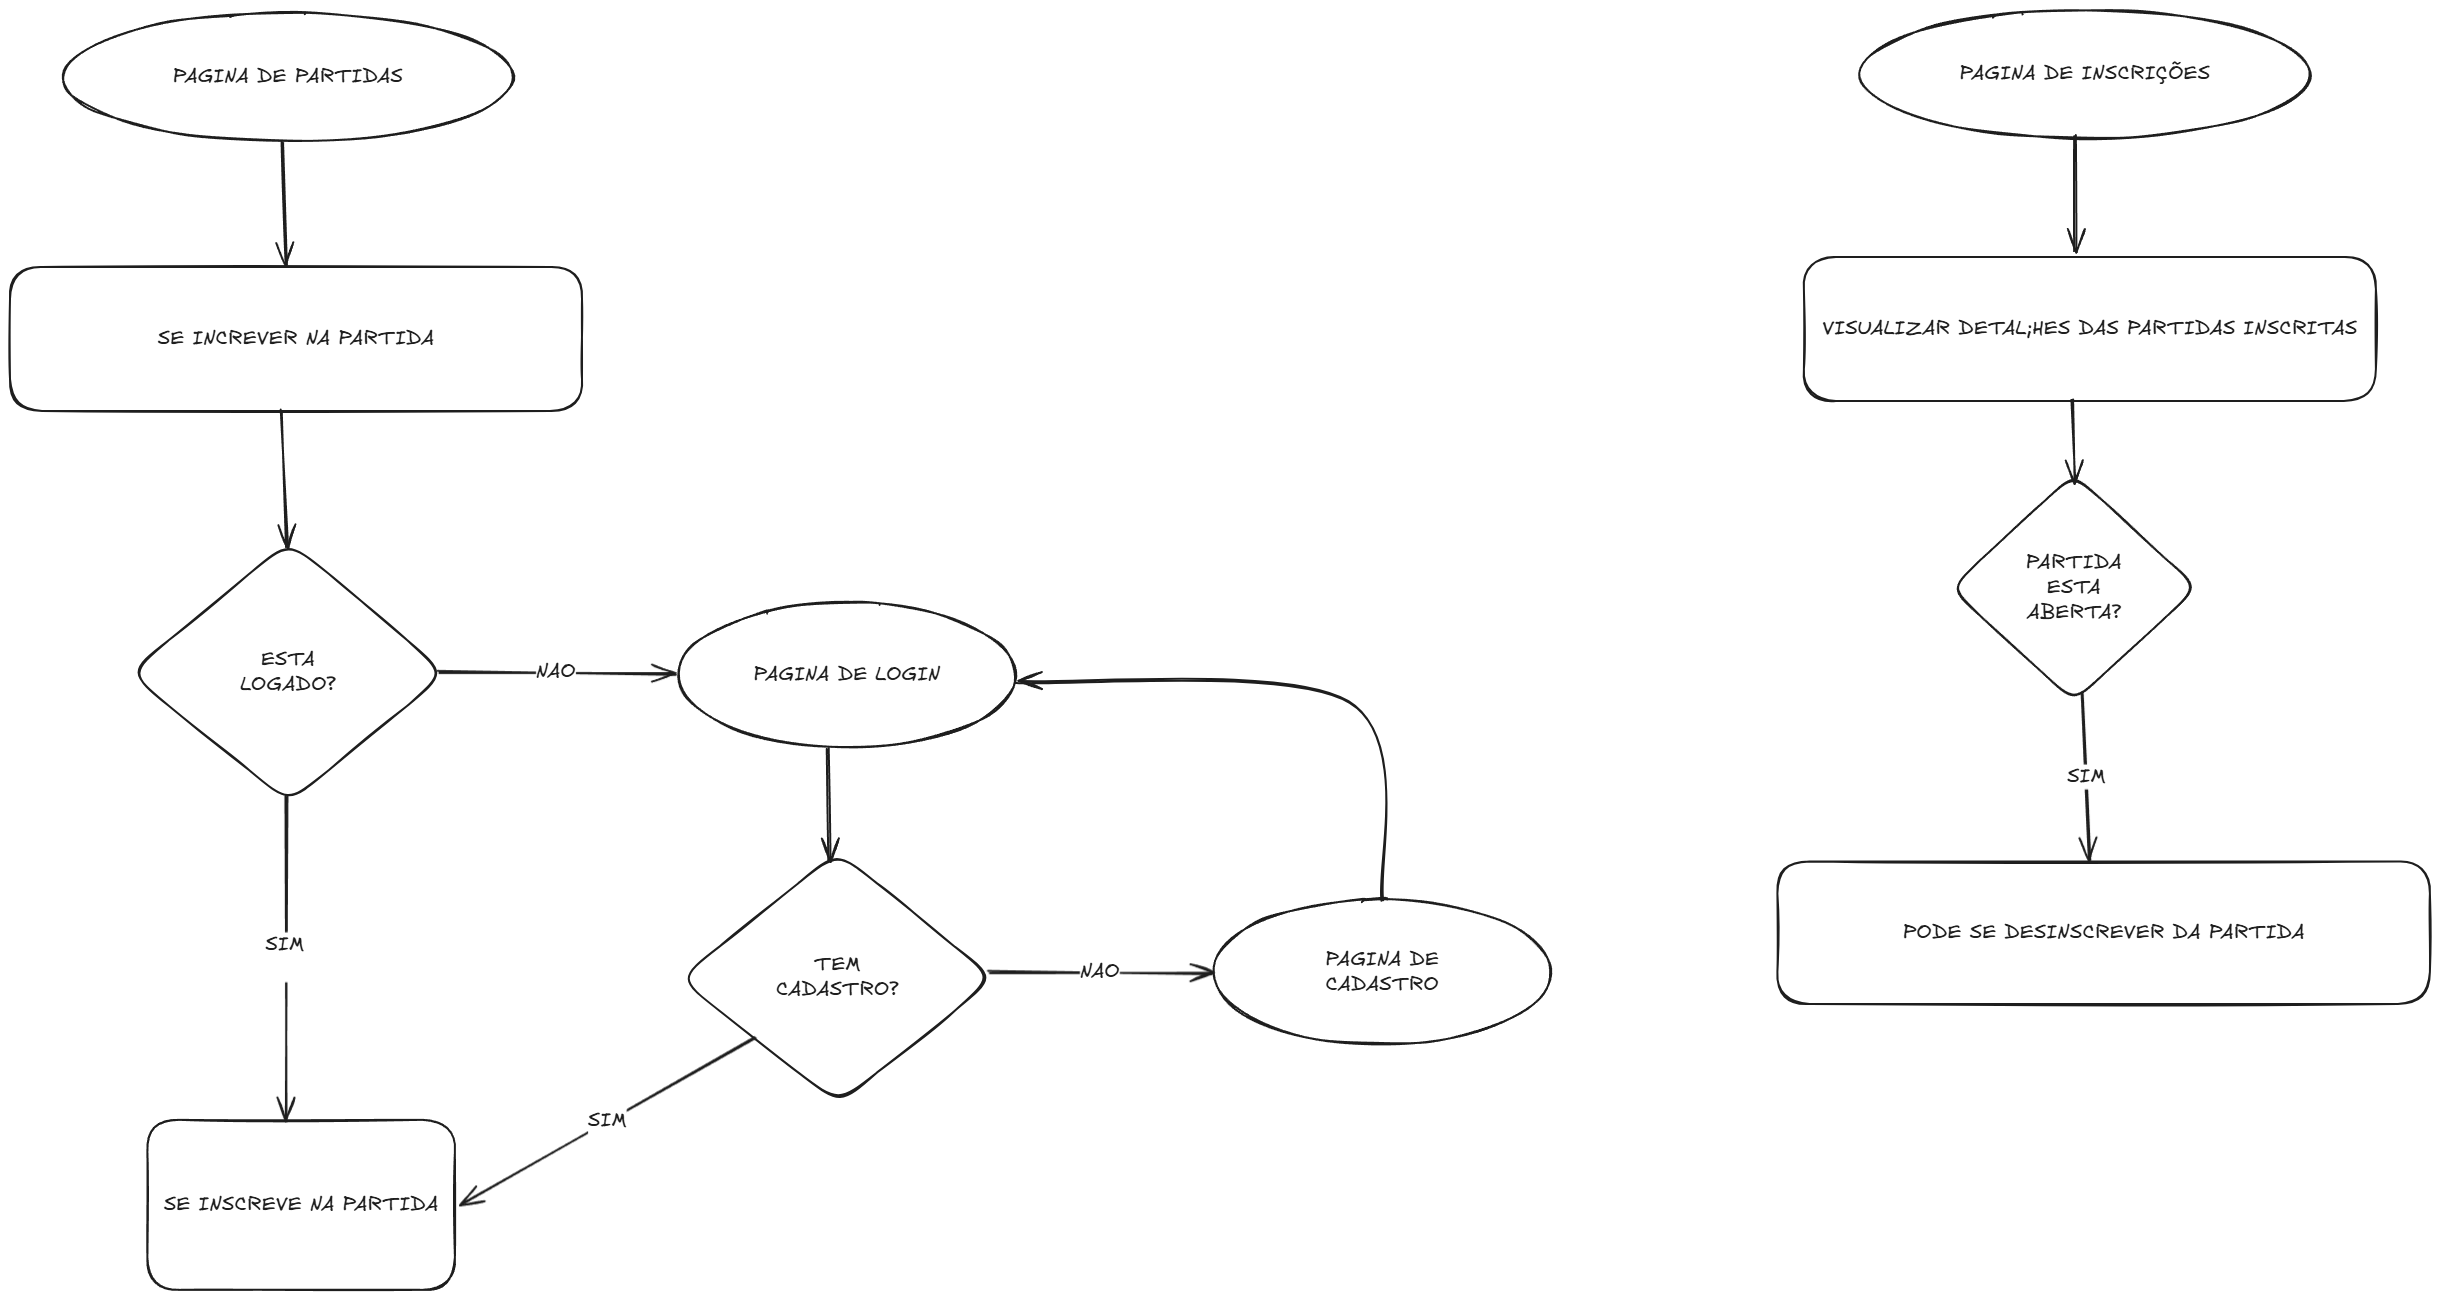 PAGINA DE PARTIDAS
SE INCREVER NA PARTIDA
ESTA
LOGADO?
NAO
PAGINA DE LOGIN
SIM
TEM
CADASTRO?
NAO
PAGINA DE
CADASTRO
SIM
SE INSCREVE NA PARTIDA
PAGINA DE INSCRIÇÕES
VISUALIZAR DETAL;HES DAS PARTIDAS INSCRITAS
PARTIDA
ESTA
ABERTA?
SIM
PODE SE DESINSCREVER DA PARTIDA